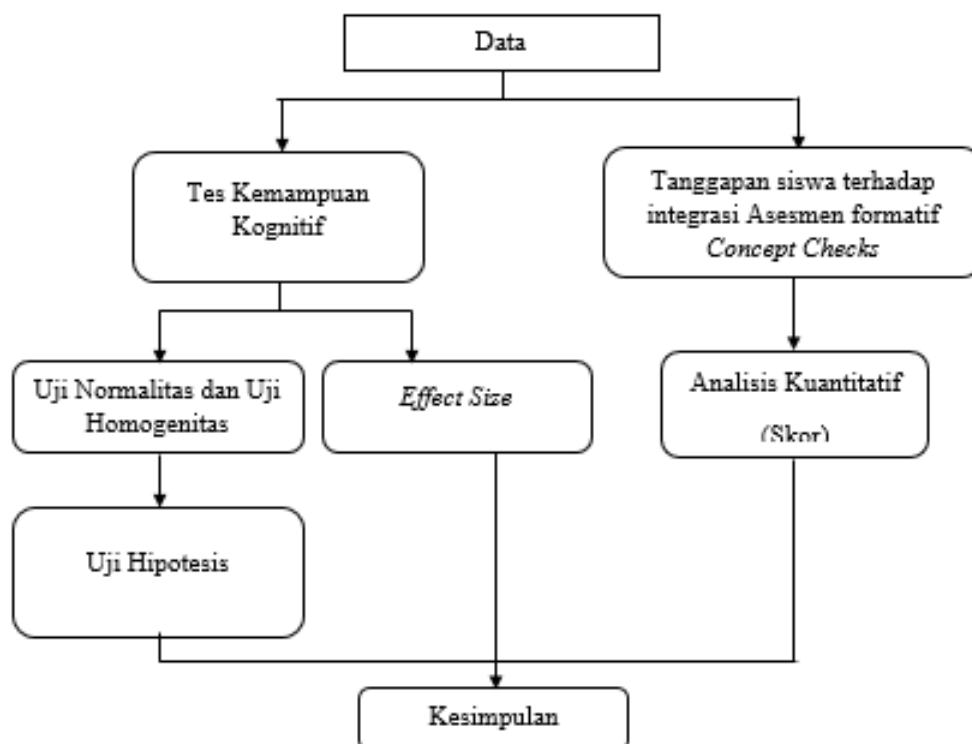 Data
Tes Kemampuan
Kognitif
Tanggapan siswa terhadap
integrasi Asesmen formatif
Concept Checks
Uji Normalitas dan Uji
Homogenitas
Effect Size
Analisis Kuantitatif
(Skor)
Uji Hipotesis
Kesimpulan